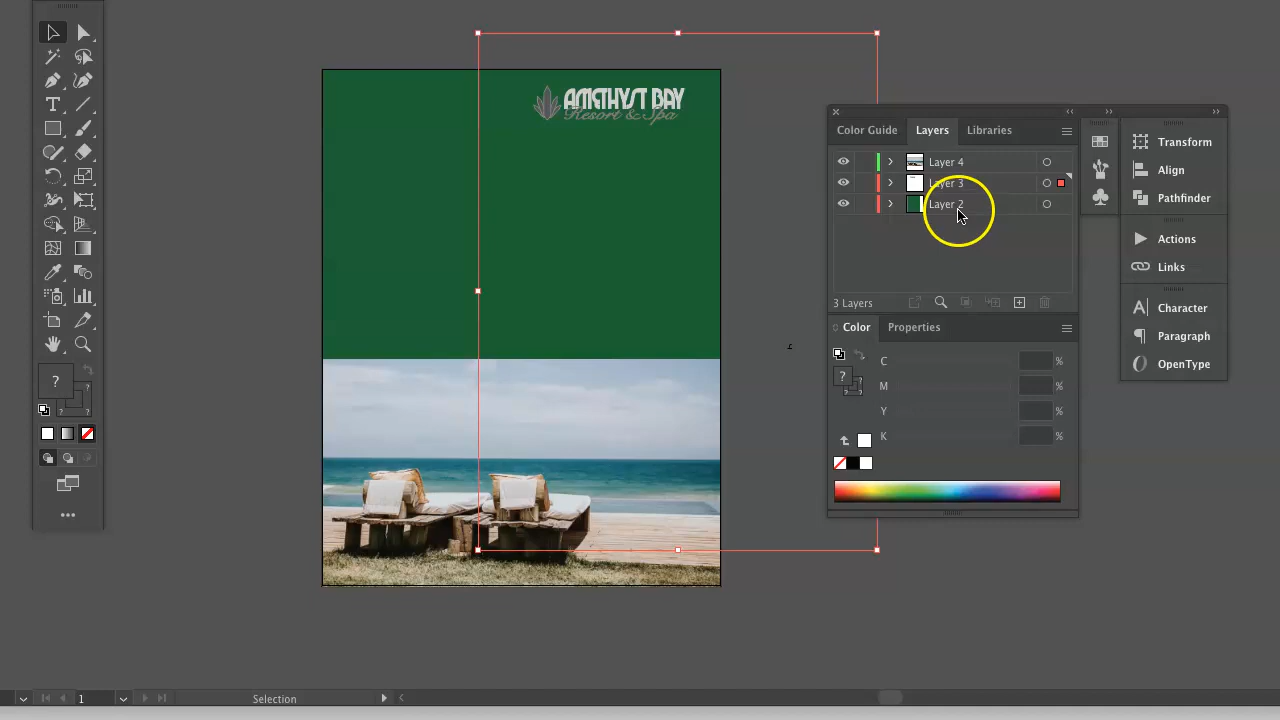 AMETHYST BAY
Resort & Spa
Color Guide
Layers
Libraries
Layer 4
Layer 3
Layer 2
3 Layers
Color
Properties
C
%
M
%
Y
%
K
%
Transform
Align
Pathfinder
Actions
Links
Character
Paragraph
OpenType
?
?
?
?
?
1
Selection